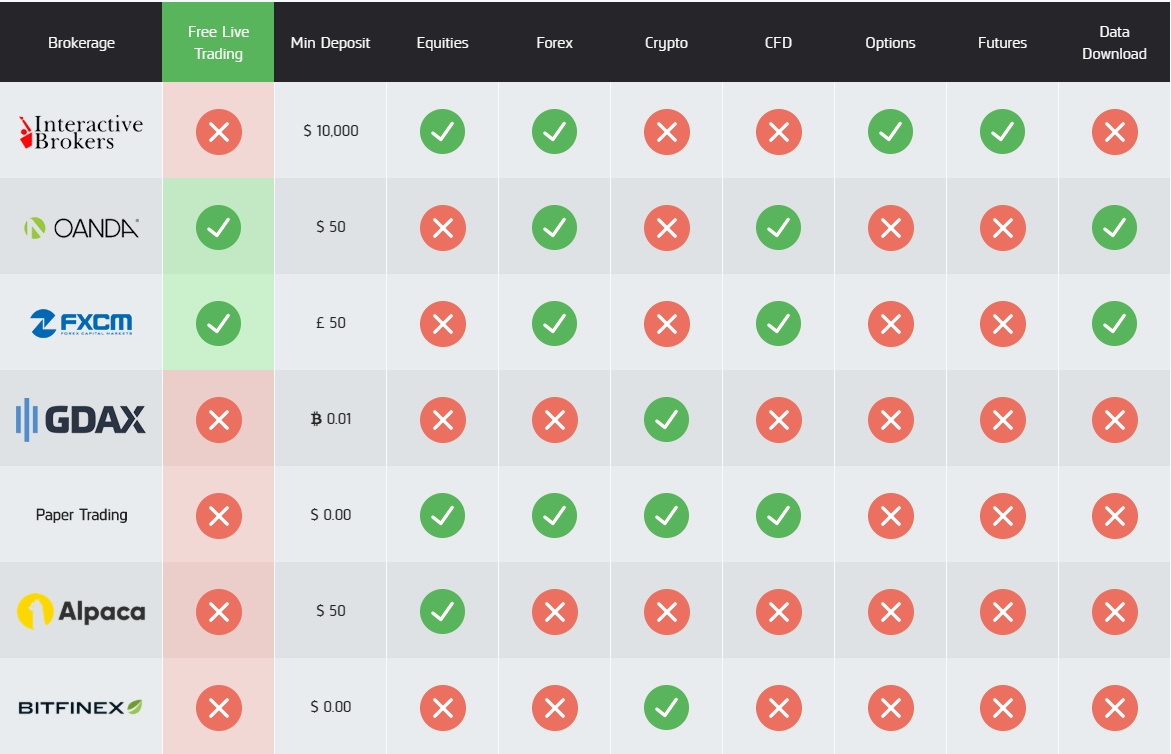 Brokerage
Free Live
Trading
Min Deposit
Equities
Forex
Crypto
CFD
Options
Futures
Data
Download
Interactive
Brokers
$ 10,000
OANDA
$ 50
FXCM
FOREX CAPITAL MARKETS
£ 50
GDAX
₿ 0.01
Paper Trading
$ 0.00
Alpaca
$ 50
BITFINEX
$ 0.00